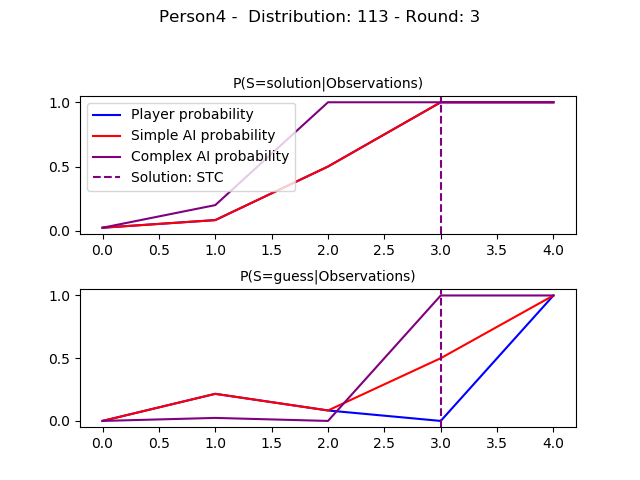 Person4 -  Distribution: 113 - Round: 3
P(S=solution|Observations)
1.0
0.5
0.0
Player probability
Simple AI probability
Complex AI probability
Solution: STC
0.0 0.5 1.0 1.5 2.0 2.5 3.0 3.5 4.0
P(S=guess|Observations)
1.0
0.5
0.0
0.0 0.5 1.0 1.5 2.0 2.5 3.0 3.5 4.0